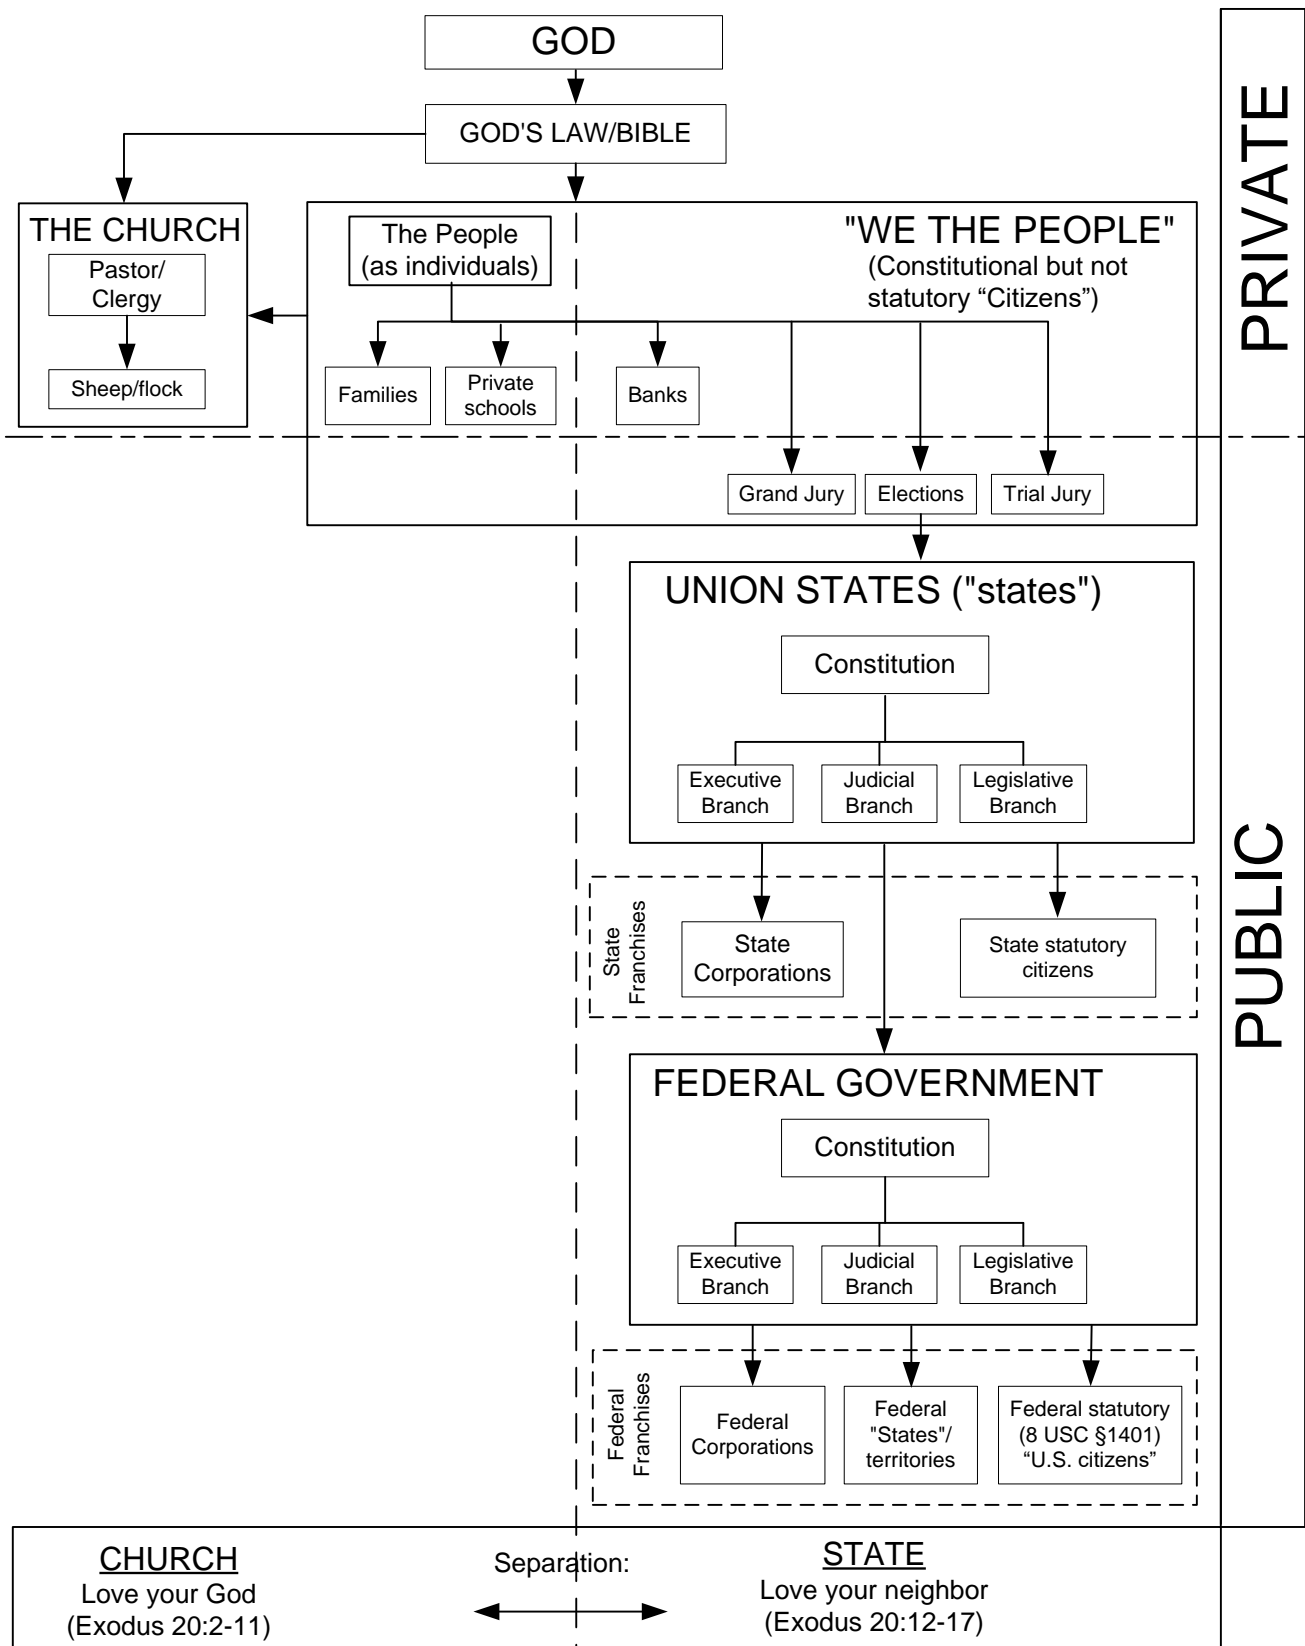 GOD
GOD'S LAW/BIBLE
PRIVATE
THE CHURCH
Pastor/
Clergy
Sheep/flock
The People
(as individuals)
"WE THE PEOPLE"
(Constitutional but not
statutory “Citizens”)
Families
Private
schools
Banks
Grand Jury
Elections
Trial Jury
PUBLIC
UNION STATES ("states")
Constitution
Executive
Branch
Judicial
Branch
Legislative
Branch
State
Franchises
State
Corporations
State statutory
citizens
FEDERAL GOVERNMENT
Constitution
Executive
Branch
Judicial
Branch
Legislative
Branch
Federal
Franchises
Federal
Corporations
Federal
"States"/
territories
Federal statutory
(8 USC §1401)
“U.S. citizens”
CHURCH
Love your God
(Exodus 20:2-11)
Separation:
STATE
Love your neighbor
(Exodus 20:12-17)